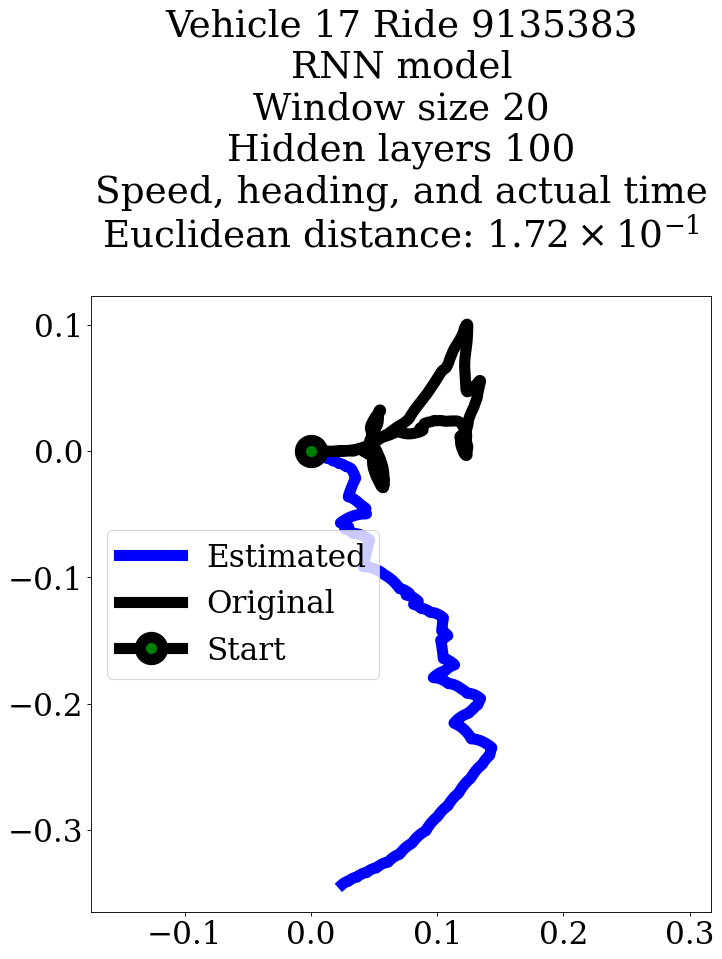 Vehicle 17 Ride 9135383
RNN model
Window size 20
Hidden layers 100
Speed, heading, and actual time
Euclidean distance: 1.72 × 10⁻¹
0.1
0.0
−0.1
−0.2
−0.3
Estimated
Original
Start
−0.1 0.0 0.1 0.2 0.3